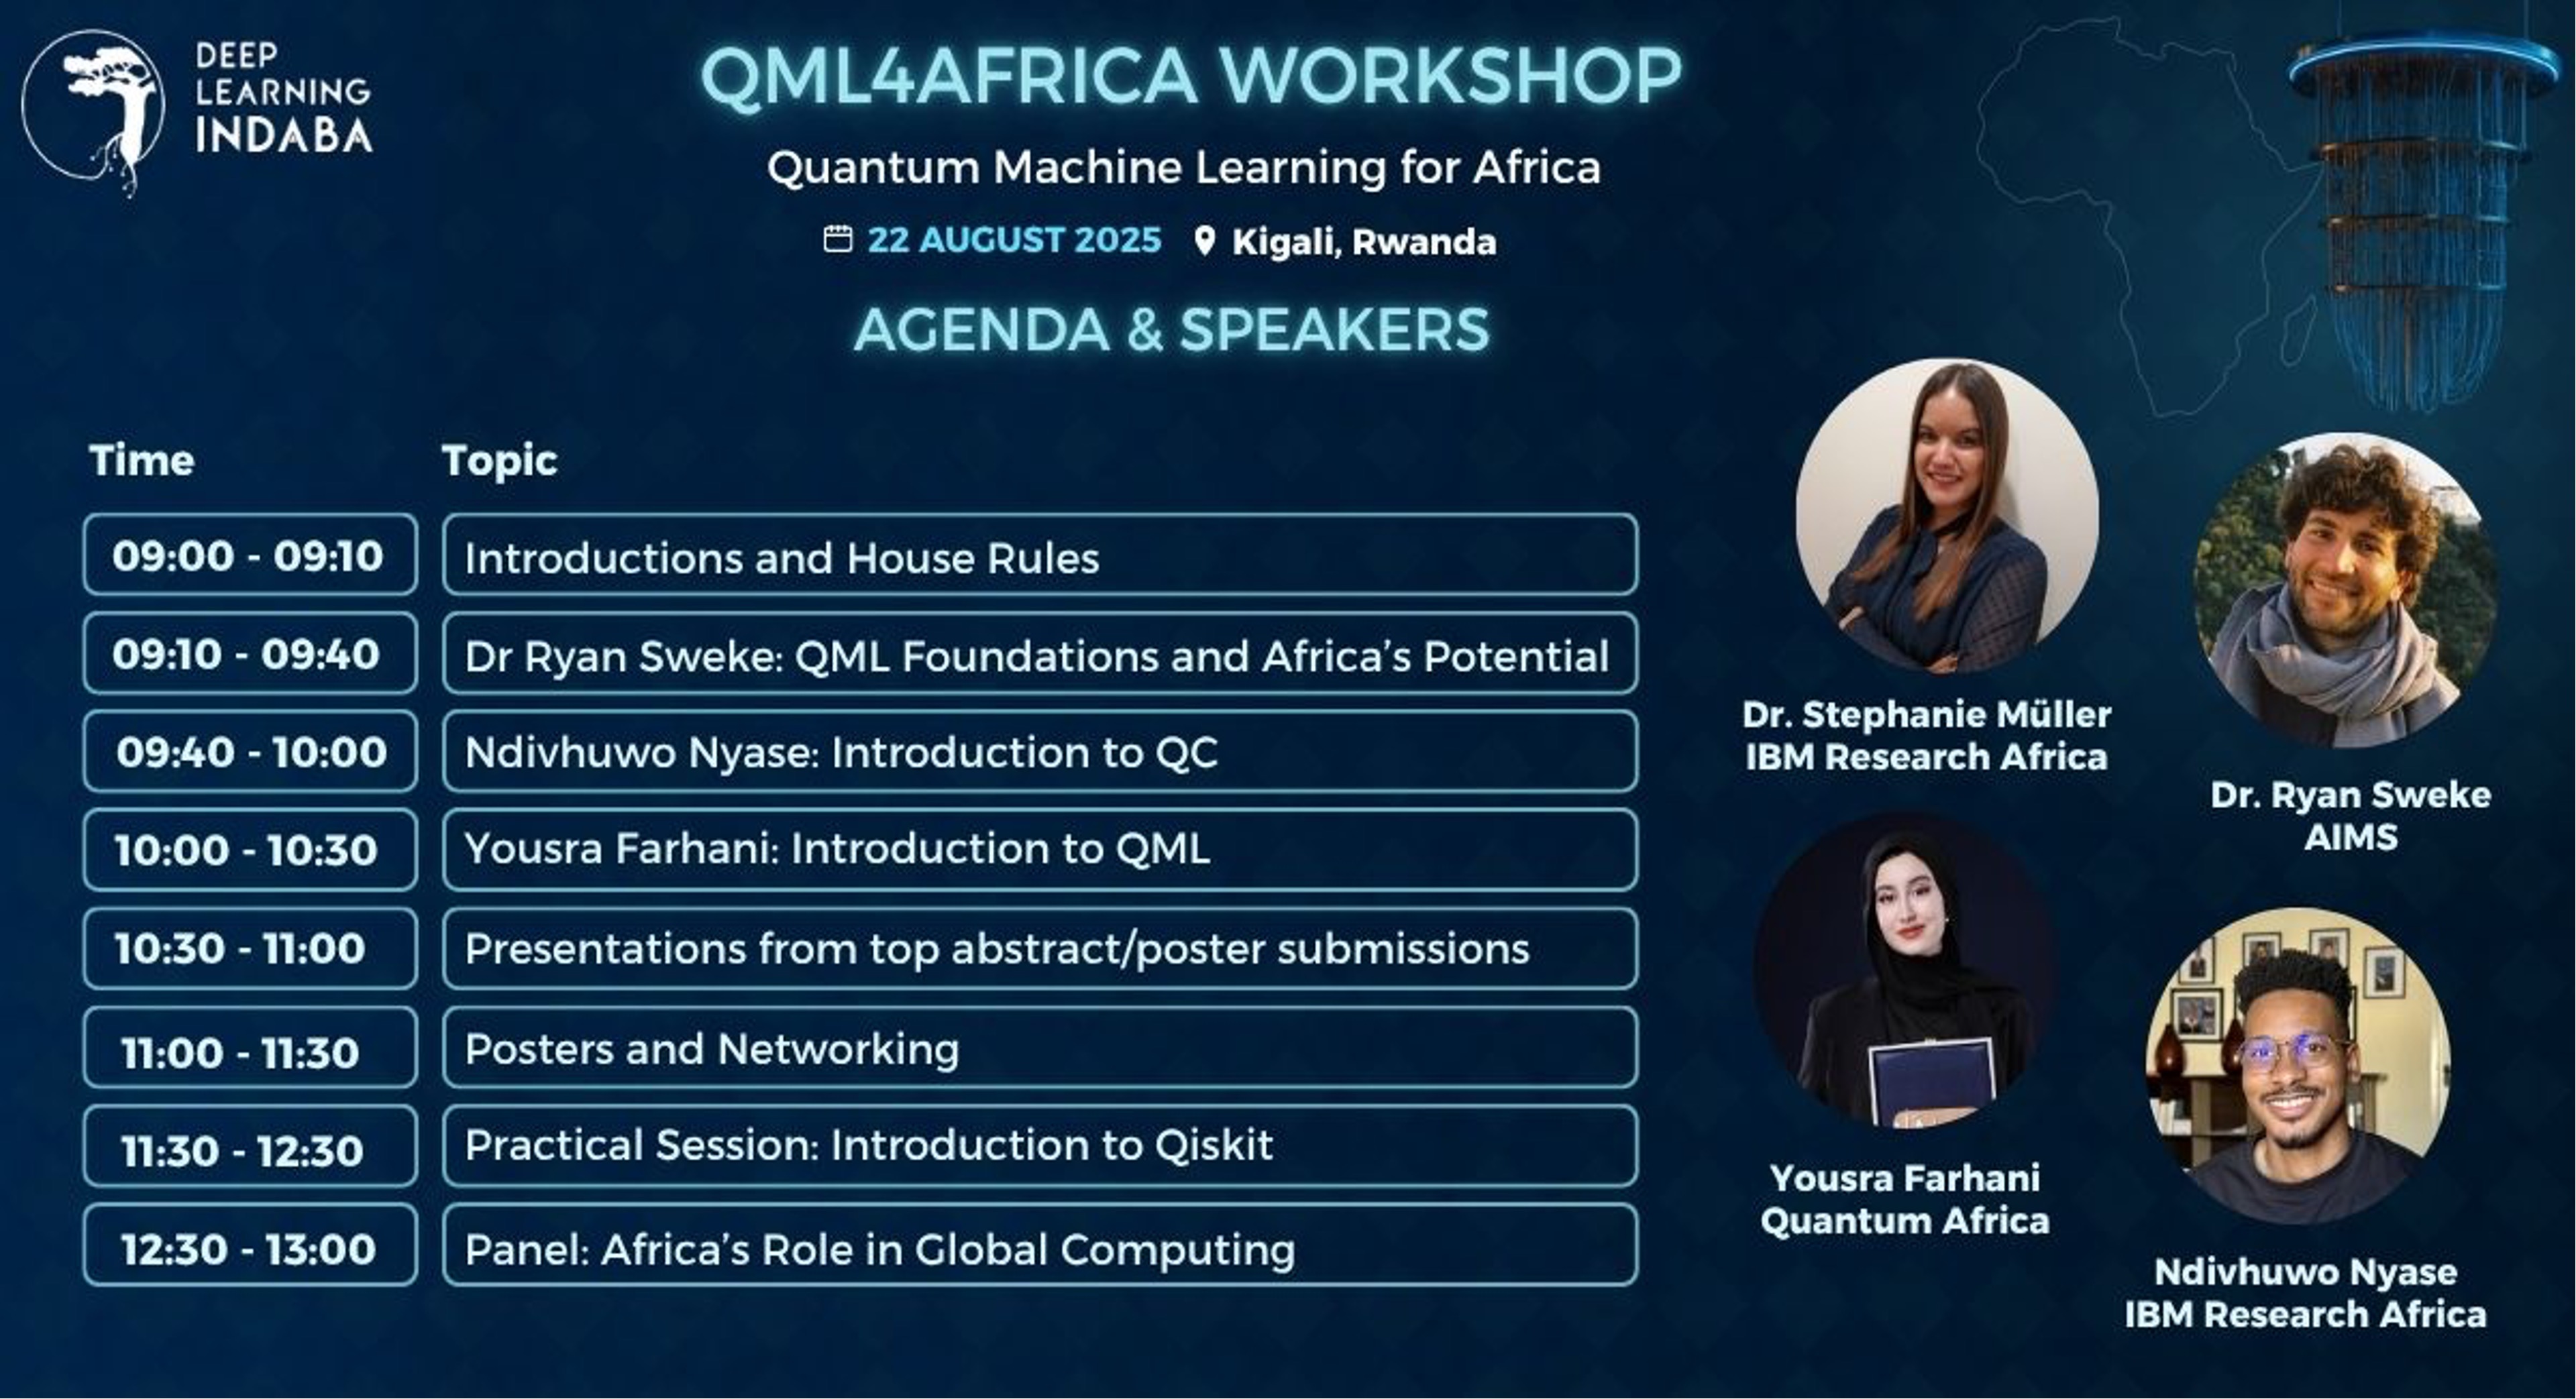 DEEP
LEARNING
INDABA
QML4AFRICA WORKSHOP
Quantum Machine Learning for Africa
22 AUGUST 2025 Kigali, Rwanda
AGENDA & SPEAKERS
Time Topic
09:00 - 09:10 Introductions and House Rules
09:10 - 09:40 Dr Ryan Sweke: QML Foundations and Africa’s Potential
09:40 - 10:00 Ndivhuwo Nyase: Introduction to QC
10:00 - 10:30 Yousra Farhani: Introduction to QML
10:30 - 11:00 Presentations from top abstract/poster submissions
11:00 - 11:30 Posters and Networking
11:30 - 12:30 Practical Session: Introduction to Qiskit
12:30 - 13:00 Panel: Africa’s Role in Global Computing
Dr. Stephanie Müller
IBM Research Africa
Dr. Ryan Sweke
AIMS
Yousra Farhani
Quantum Africa
Ndivhuwo Nyase
IBM Research Africa